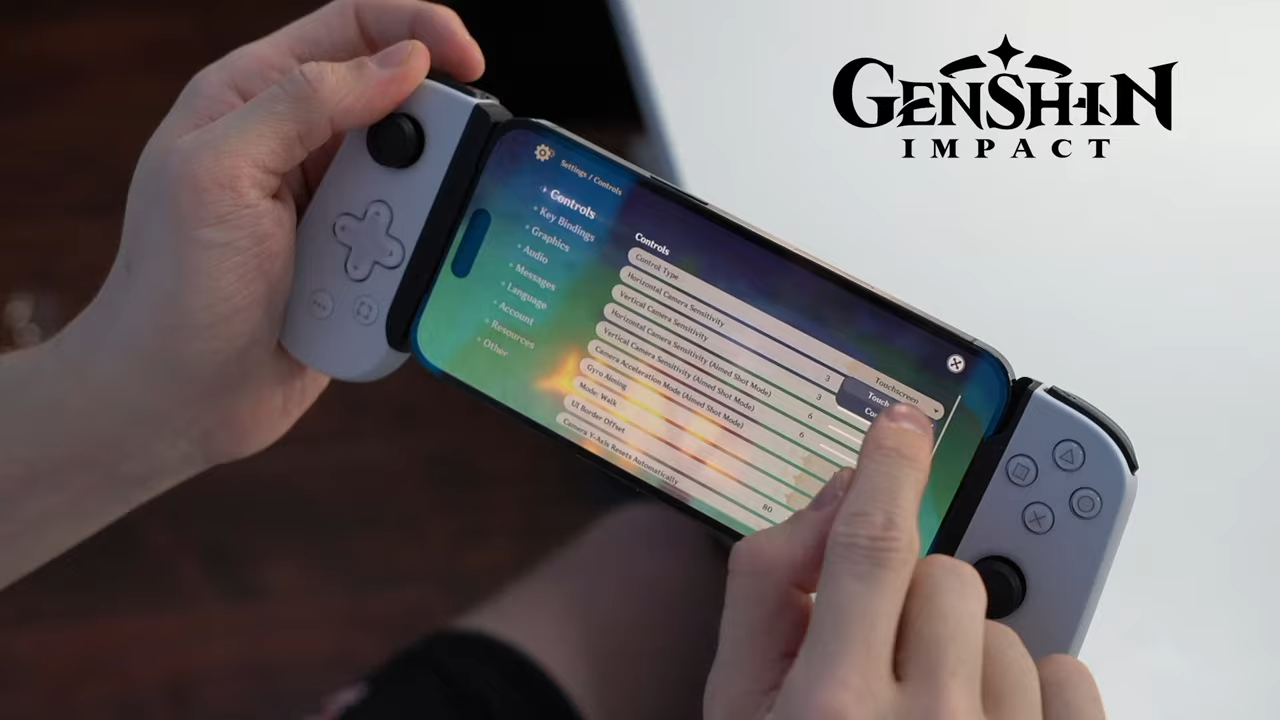 GENSHIN
IMPACT
Settings / Controls
Controls
Key Bindings
Graphics
Audio
Messages
Language
Account
Resources
Other
Controls
Control Type
Touchscreen
Horizontal Camera Sensitivity
3
Vertical Camera Sensitivity
3
Horizontal Camera Sensitivity (Aimed Shot Mode)
6
Vertical Camera Sensitivity (Aimed Shot Mode)
6
Camera Acceleration Mode (Aimed Shot Mode)
Gyro Aiming
Mode: Walk
UI Border Offset
80
Camera Y-Axis Resets Automatically